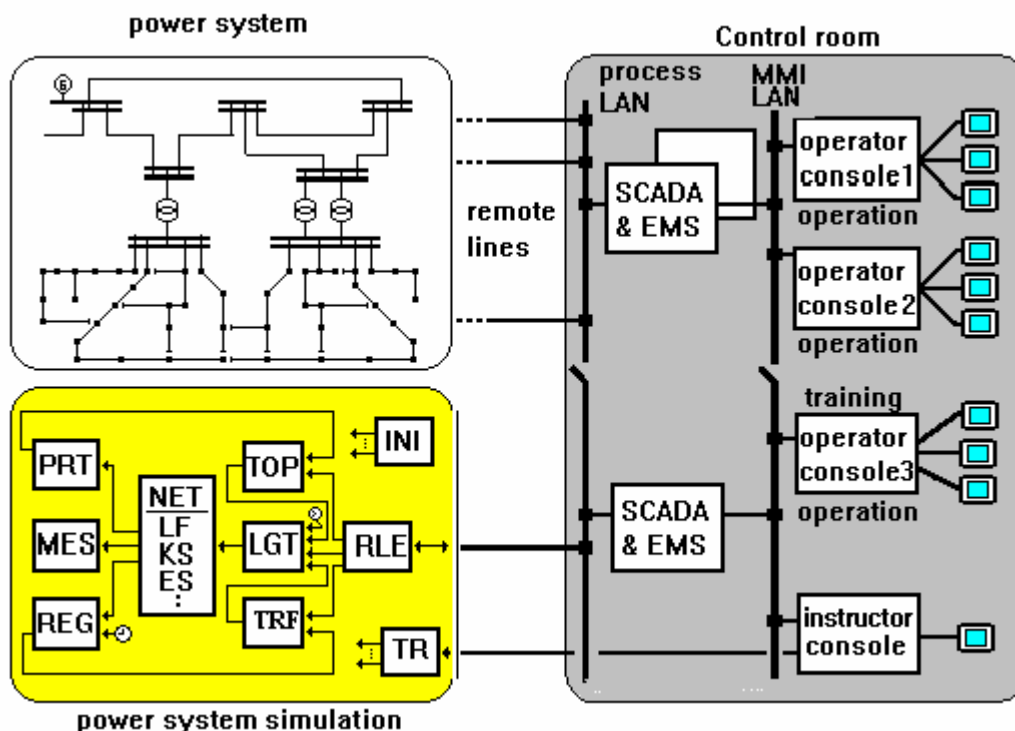 power system
Control room
process
LAN
MMI
LAN
G
remote
lines
SCADA
& EMS
operator
console1
operation
operator
console2
operation
training
operator
console3
operation
SCADA
& EMS
instructor
console
PRT
MES
REG
NET
LF
KS
ES
⋮
TOP
LGT
TRF
INI
RLE
TR
power system simulation